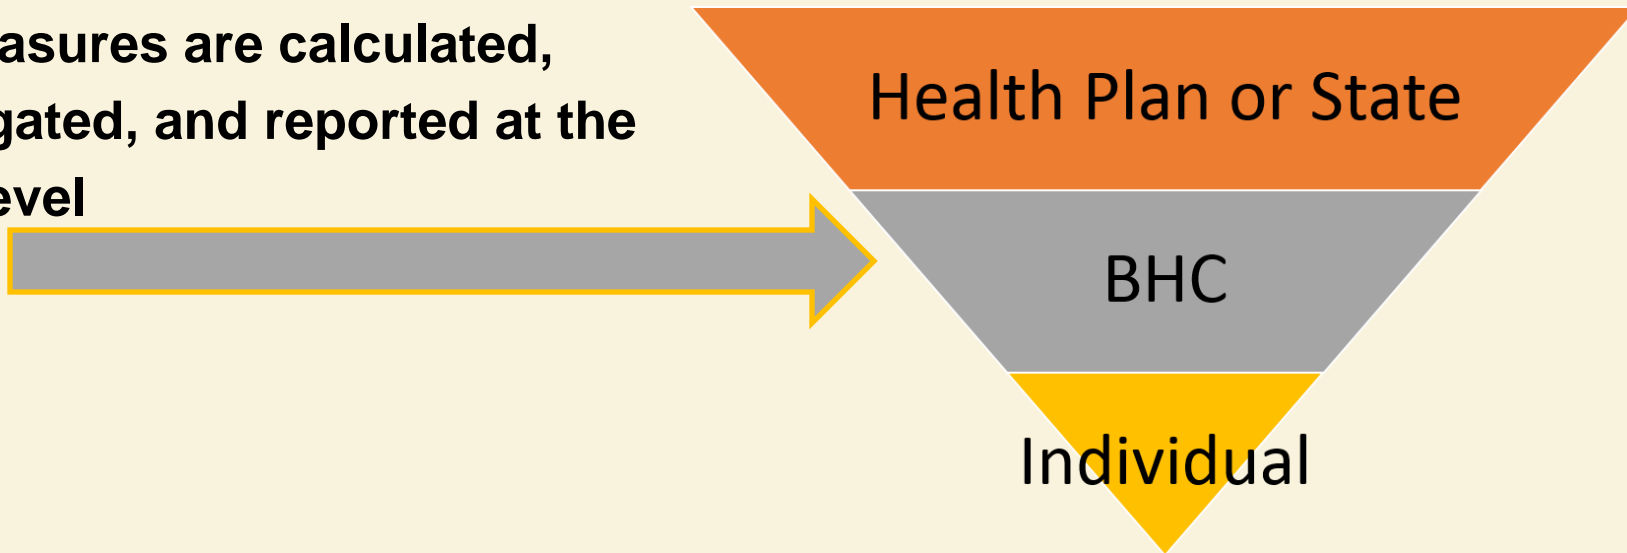 asures are calculated,
gated, and reported at the
evel
Health Plan or State
BHC
Individual